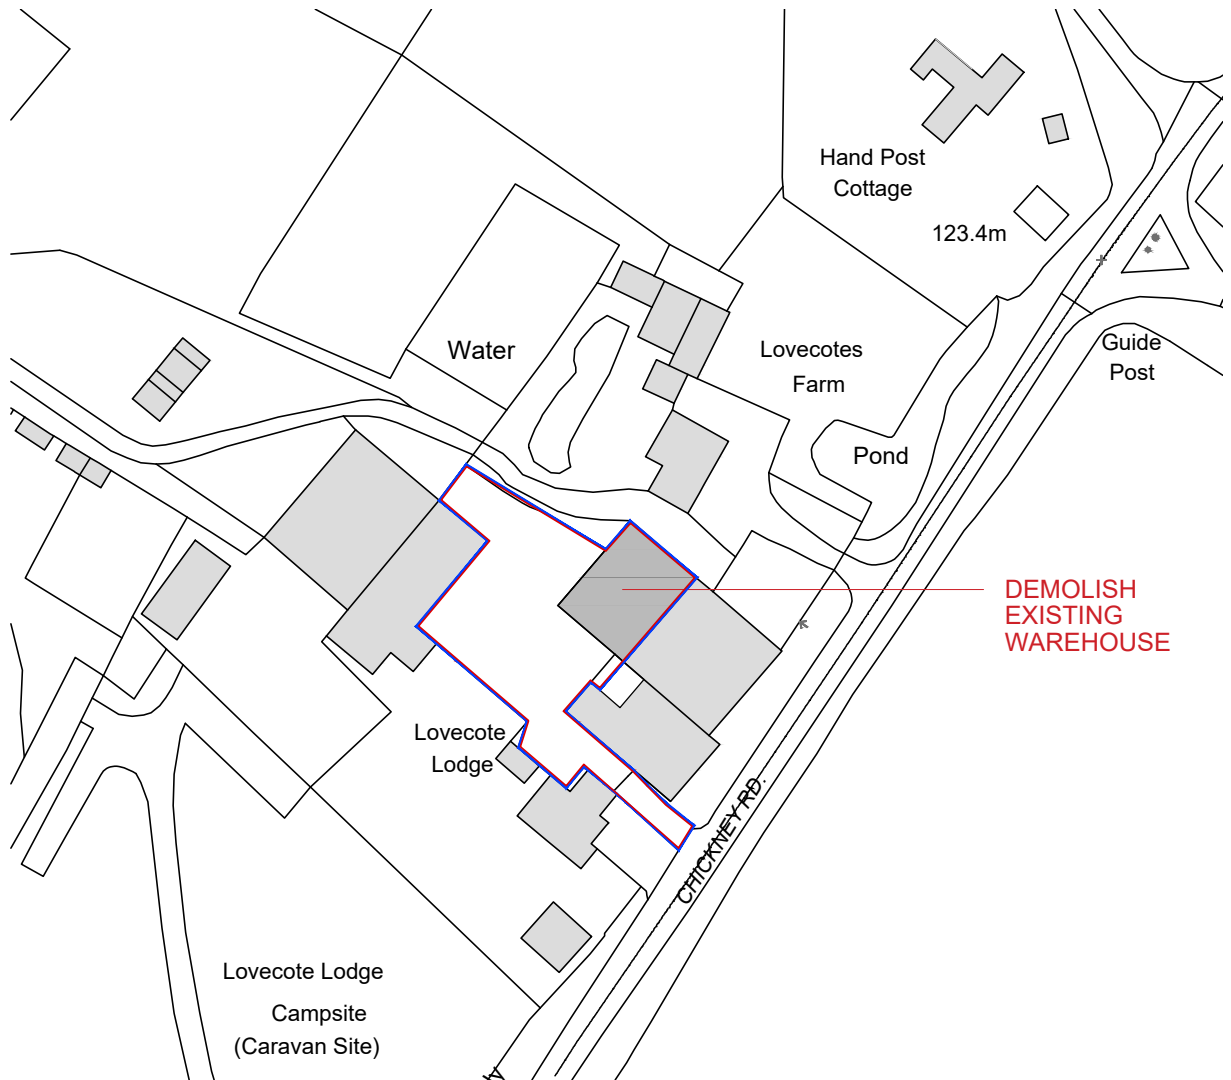 Hand Post
Cottage
123.4m
Water
Lovecotes
Farm
Guide
Post
Pond
DEMOLISH
EXISTING
WAREHOUSE
Lovecote
Lodge
CHICKNEY RD.
Lovecote Lodge
Campsite
(Caravan Site)